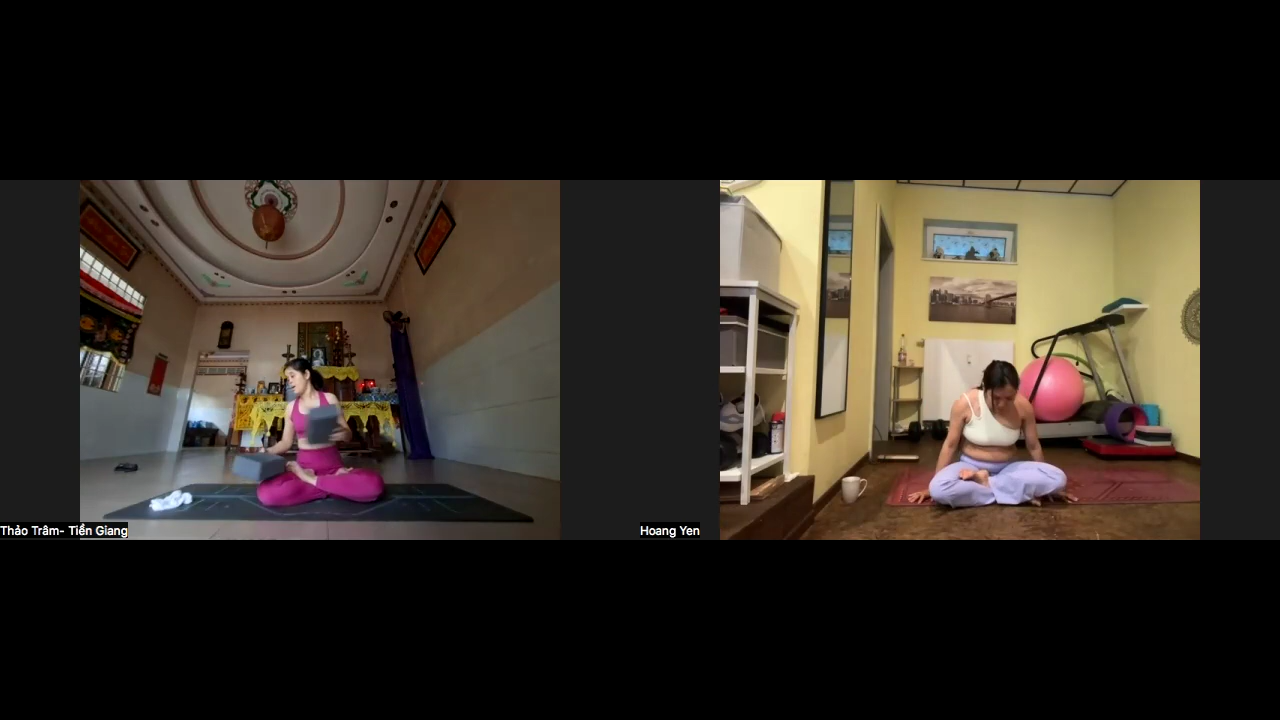 Thảo Trâm- Tiền Giang
Hoang Yen